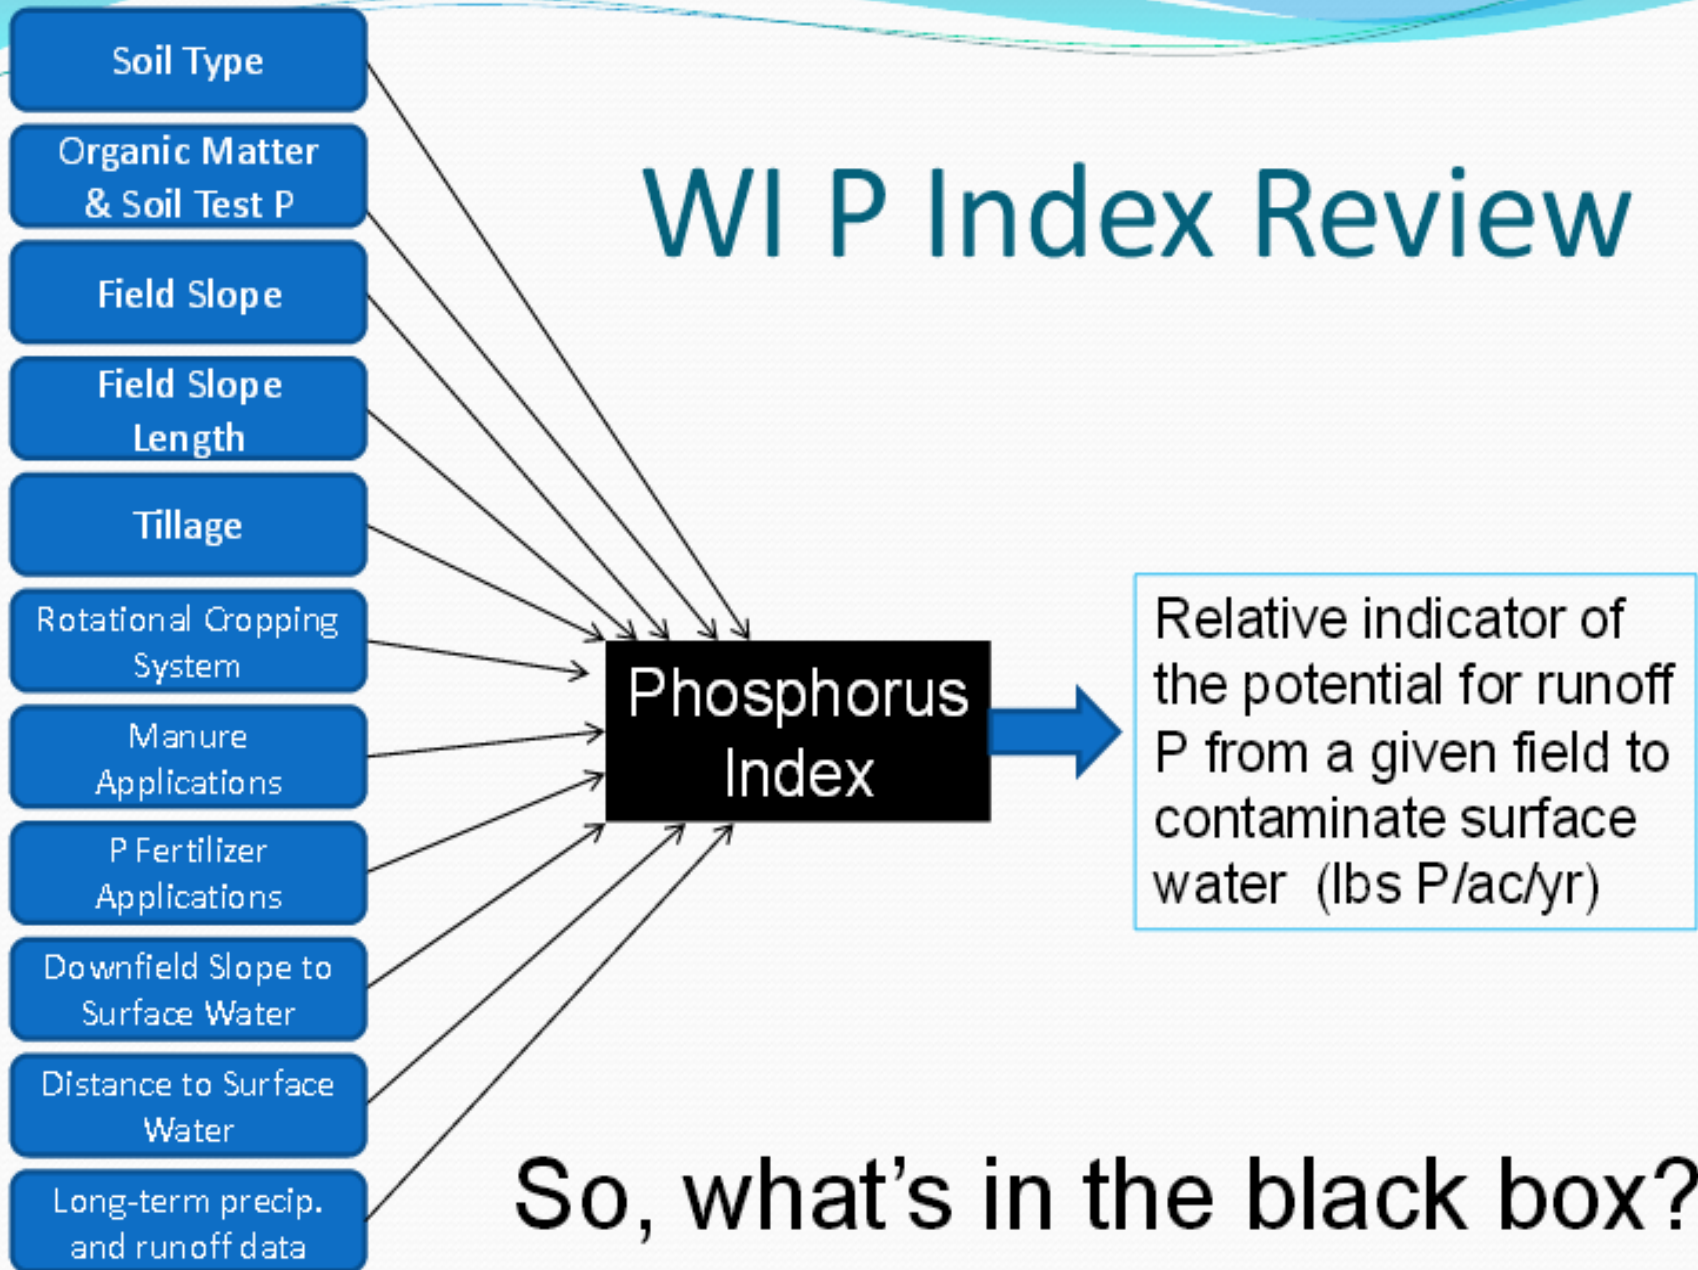 Soil Type
Organic Matter
& Soil Test P
Field Slope
Field Slope
Length
Tillage
Rotational Cropping
System
Manure
Applications
P Fertilizer
Applications
Downfield Slope to
Surface Water
Distance to Surface
Water
Long-term precip.
and runoff data
WI P Index Review
Phosphorus
Index
Relative indicator of
the potential for runoff
P from a given field to
contaminate surface
water (lbs P/ac/yr)
So, what's in the black box?